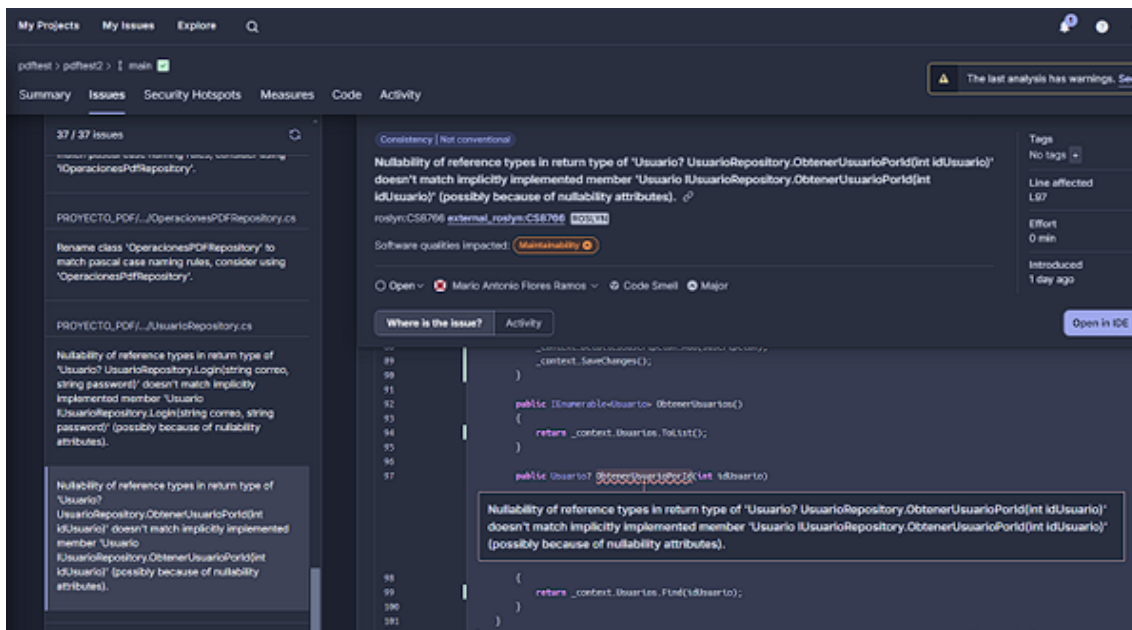 My Projects My Issues Explore
1
pdftest > pdftest2 > main
The last analysis has warnings. See
Summary Issues Security Hotspots Measures Code Activity
37 / 37 issues
match pascal case naming rules, consider using
'IOperacionesPdfRepository'.
PROYECTO_PDF/.../OperacionesPDFRepository.cs
Rename class 'OperacionesPDFRepository' to
match pascal case naming rules, consider using
'OperacionesPdfRepository'.
PROYECTO_PDF/.../UsuarioRepository.cs
Nullability of reference types in return type of
'Usuario? UsuarioRepository.Login(string correo,
string password)' doesn't match implicitly
implemented member 'Usuario
IUsuarioRepository.Login(string correo, string
password)' (possibly because of nullability
attributes).
Nullability of reference types in return type of
'Usuario?
UsuarioRepository.ObtenerUsuarioPorId(int
idUsuario)' doesn't match implicitly implemented
member 'Usuario
IUsuarioRepository.ObtenerUsuarioPorId(int
idUsuario)' (possibly because of nullability
attributes).
Consistency | Not conventional
Nullability of reference types in return type of 'Usuario? UsuarioRepository.ObtenerUsuarioPorId(int idUsuario)'
doesn't match implicitly implemented member 'Usuario IUsuarioRepository.ObtenerUsuarioPorId(int
idUsuario)' (possibly because of nullability attributes).
roslyn:CS8766 external_roslyn:CS8766 ROSLYN
Software qualities impacted: Maintainability
Open Mario Antonio Flores Ramos Code Smell Major
Tags
No tags +
Line affected
L97
Effort
0 min
Introduced
1 day ago
Where is the issue? Activity
Open in IDE
89 _context.SaveChanges();
90 }
91
92 public IEnumerable<Usuario> ObtenerUsuarios()
93 {
94 return _context.Usuarios.ToList();
95 }
96
97 public Usuario? ObtenerUsuarioPorId(int idUsuario)
Nullability of reference types in return type of 'Usuario? UsuarioRepository.ObtenerUsuarioPorId(int idUsuario)'
doesn't match implicitly implemented member 'Usuario IUsuarioRepository.ObtenerUsuarioPorId(int idUsuario)'
(possibly because of nullability attributes).
98 {
99 return _context.Usuarios.Find(idUsuario);
100 }
101 }